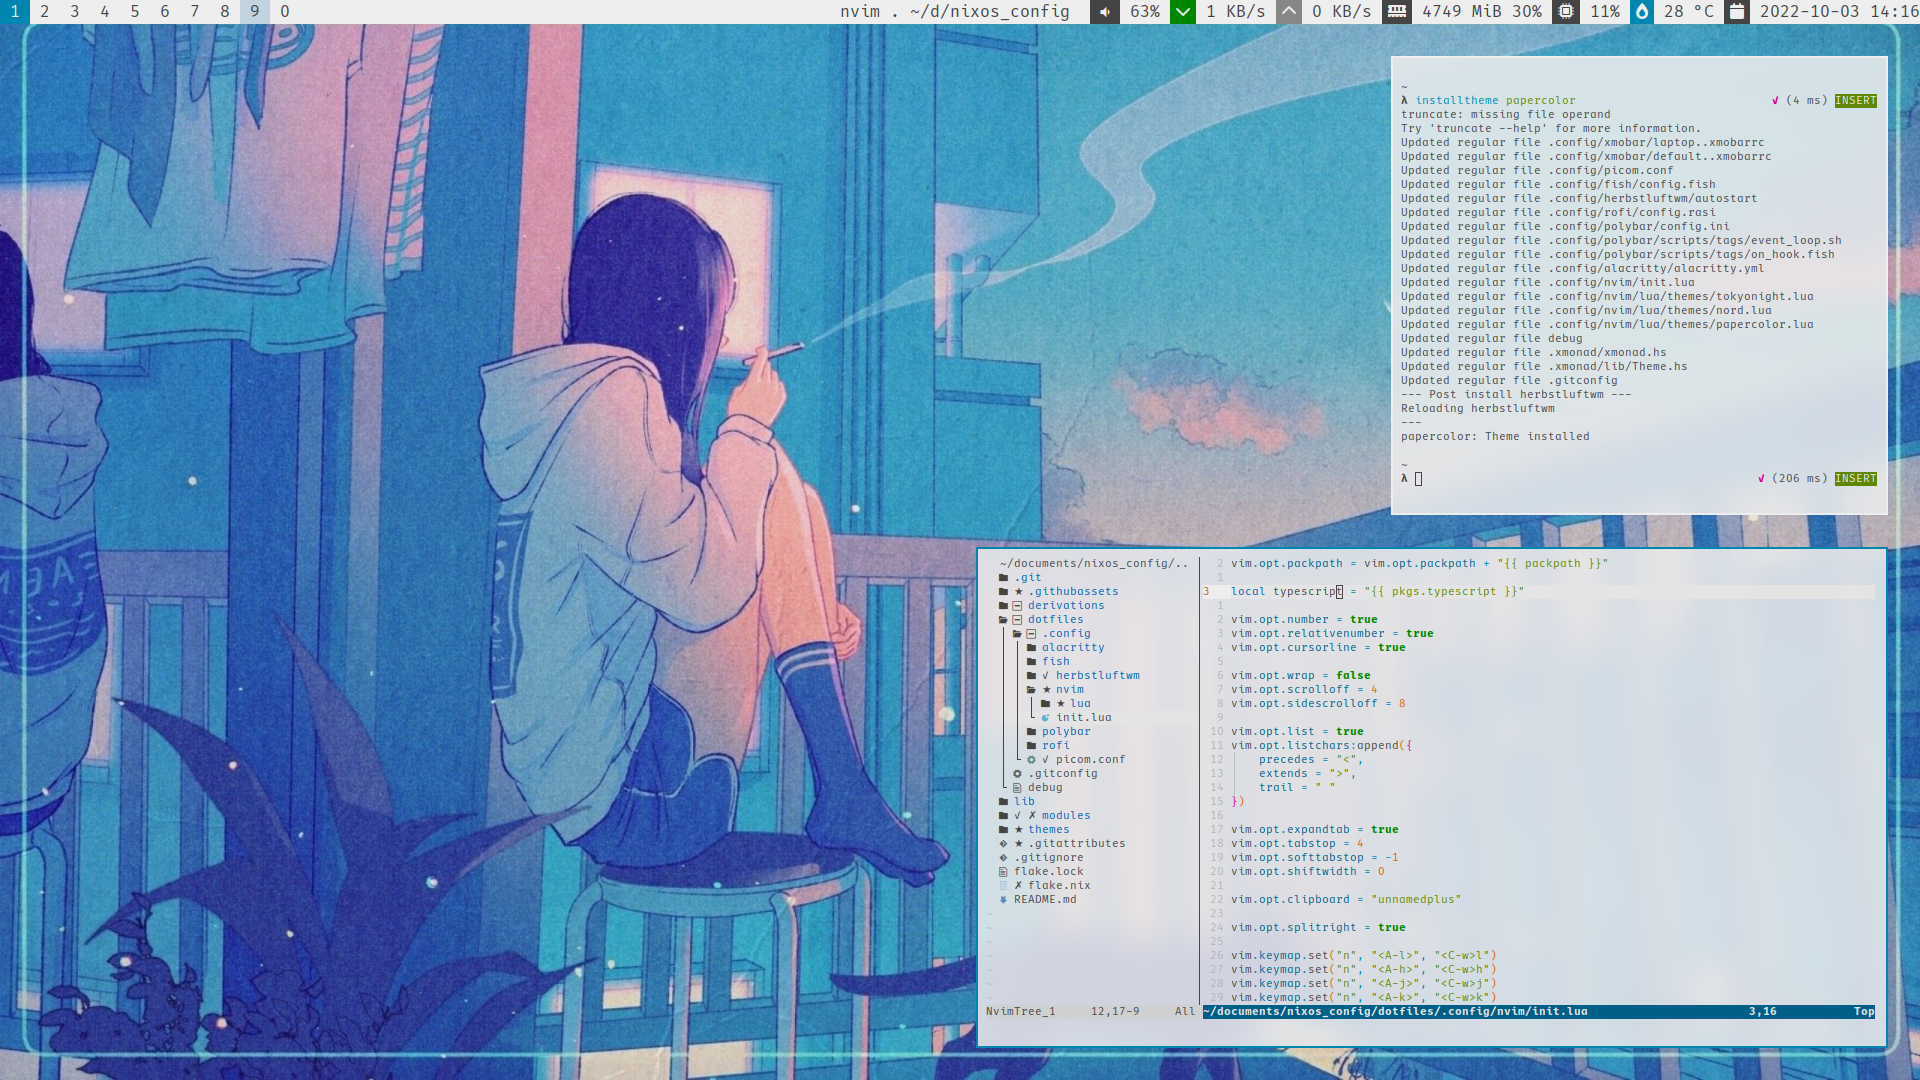 1 2 3 4 5 6 7 8 9 0
nvim . ~/d/nixos_config 63% 1 KB/s 0 KB/s 4749 MiB 30% 11% 28 °C 2022-10-03 14:16
~
λ installtheme papercolor √ (4 ms) INSERT
truncate: missing file operand
Try 'truncate --help' for more information.
Updated regular file .config/xmobar/laptop..xmobarrc
Updated regular file .config/xmobar/default..xmobarrc
Updated regular file .config/picom.conf
Updated regular file .config/fish/config.fish
Updated regular file .config/herbstluftwm/autostart
Updated regular file .config/rofi/config.rasi
Updated regular file .config/polybar/config.ini
Updated regular file .config/polybar/scripts/tags/event_loop.sh
Updated regular file .config/polybar/scripts/tags/on_hook.fish
Updated regular file .config/alacritty/alacritty.yml
Updated regular file .config/nvim/init.lua
Updated regular file .config/nvim/lua/themes/tokyonight.lua
Updated regular file .config/nvim/lua/themes/nord.lua
Updated regular file .config/nvim/lua/themes/papercolor.lua
Updated regular file debug
Updated regular file .xmonad/xmonad.hs
Updated regular file .xmonad/lib/Theme.hs
Updated regular file .gitconfig
--- Post install herbstluftwm ---
Reloading herbstluftwm
---
papercolor: Theme installed
~
λ √ (206 ms) INSERT
~/documents/nixos_config/..
.git
★ .githubassets
derivations
dotfiles
.config
alacritty
fish
√ herbstluftwm
★ nvim
★ lua
init.lua
polybar
rofi
√ picom.conf
.gitconfig
debug
lib
√ ✗ modules
★ themes
★ .gitattributes
.gitignore
flake.lock
✗ flake.nix
README.md
~
~
~
~
~
~
~
NvimTree_1 12,17-9 All
2 vim.opt.packpath = vim.opt.packpath + "{{ packpath }}"
1
3 local typescript = "{{ pkgs.typescript }}"
1
2 vim.opt.number = true
3 vim.opt.relativenumber = true
4 vim.opt.cursorline = true
5
6 vim.opt.wrap = false
7 vim.opt.scrolloff = 4
8 vim.opt.sidescrolloff = 8
9
10 vim.opt.list = true
11 vim.opt.listchars:append({
12 precedes = "<",
13 extends = ">",
14 trail = " "
15 })
16
17 vim.opt.expandtab = true
18 vim.opt.tabstop = 4
19 vim.opt.softtabstop = -1
20 vim.opt.shiftwidth = 0
21
22 vim.opt.clipboard = "unnamedplus"
23
24 vim.opt.splitright = true
25
26 vim.keymap.set("n", "<A-l>", "<C-w>l")
27 vim.keymap.set("n", "<A-h>", "<C-w>h")
28 vim.keymap.set("n", "<A-j>", "<C-w>j")
29 vim.keymap.set("n", "<A-k>", "<C-w>k")
~/documents/nixos_config/dotfiles/.config/nvim/init.lua 3,16 Top